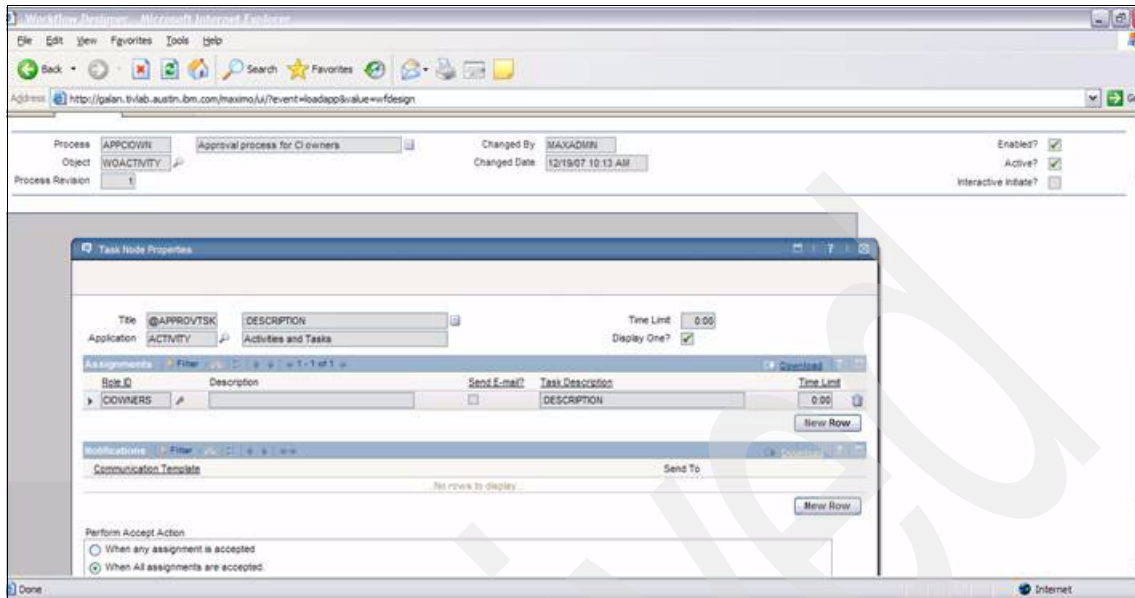 Workflow Designer - Microsoft Internet Explorer
File Edit View Favorites Tools Help
Back Search Favorites
Address http://galan.tivlab.austin.ibm.com/maximo/ui/?event=loadapp&value=wfdesign
Process APPCIOWN Approval process for CI owners Changed By MAXADMIN Enabled?
Object WOACTIVITY Changed Date 12/19/07 10:13 AM Active?
Process Revision 1 Interactive Initiate?
Task Node Properties
Title @APPROVTSK DESCRIPTION Time Limit 0:00
Application ACTIVITY Activities and Tasks Display One?
Assignments Filter 1 - 1 of 1 Download
Role ID Description Send E-mail? Task Description Time Limit
CIOWNERS DESCRIPTION 0:00
New Row
Notifications Filter Download
Communication Template Send To
No rows to display
New Row
Perform Accept Action
When any assignment is accepted
When All assignments are accepted.
Done Internet